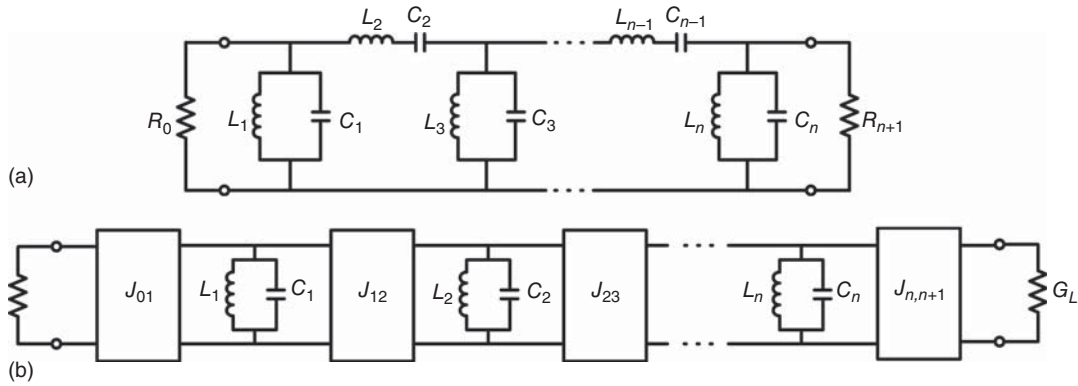 L2 C2 Ln–1 Cn–1
R0 L1 C1 L3 C3 Ln Cn Rn+1
(a)
J01 L1 C1 J12 L2 C2 J23 Ln Cn Jn,n+1 GL
(b)